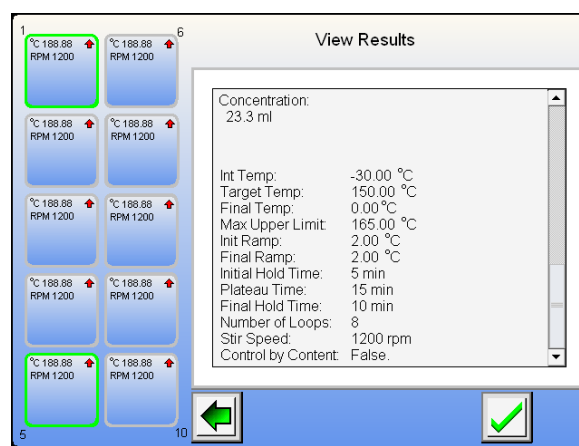 1
6
°C 188.88
RPM 1200
°C 188.88
RPM 1200
°C 188.88
RPM 1200
°C 188.88
RPM 1200
°C 188.88
RPM 1200
°C 188.88
RPM 1200
°C 188.88
RPM 1200
°C 188.88
RPM 1200
°C 188.88
RPM 1200
°C 188.88
RPM 1200
5
10
View Results
Concentration:
23.3 ml
Int Temp: -30.00 °C
Target Temp: 150.00 °C
Final Temp: 0.00°C
Max Upper Limit: 165.00 °C
Init Ramp: 2.00 °C
Final Ramp: 2.00 °C
Initial Hold Time: 5 min
Plateau Time: 15 min
Final Hold Time: 10 min
Number of Loops: 8
Stir Speed: 1200 rpm
Control by Content: False.